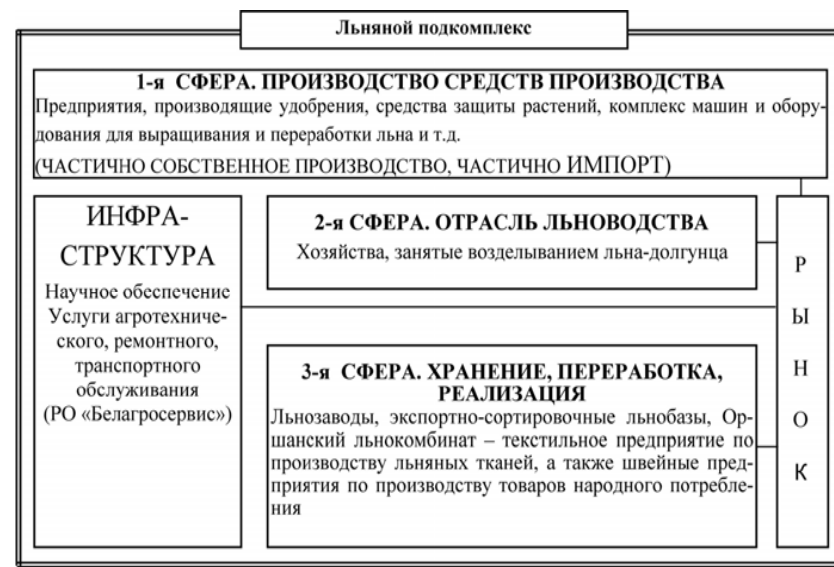 Льняной подкомплекс
1-я СФЕРА. ПРОИЗВОДСТВО СРЕДСТВ ПРОИЗВОДСТВА
Предприятия, производящие удобрения, средства защиты растений, комплекс машин и обору-
дования для выращивания и переработки льна и т.д.
(ЧАСТИЧНО СОБСТВЕННОЕ ПРОИЗВОДСТВО, ЧАСТИЧНО ИМПОРТ)
ИНФРА-
СТРУКТУРА
Научное обеспечение
Услуги агротехниче-
ского, ремонтного,
транспортного
обслуживания
(РО «Белагросервис»)
2-я СФЕРА. ОТРАСЛЬ ЛЬНОВОДСТВА
Хозяйства, занятые возделыванием льна-долгунца
3-я СФЕРА. ХРАНЕНИЕ, ПЕРЕРАБОТКА,
РЕАЛИЗАЦИЯ
Льнозаводы, экспортно-сортировочные льнобазы, Ор-
шанский льнокомбинат – текстильное предприятие по
производству льняных тканей, а также швейные пред-
приятия по производству товаров народного потребле-
ния
Р
Ы
Н
О
К